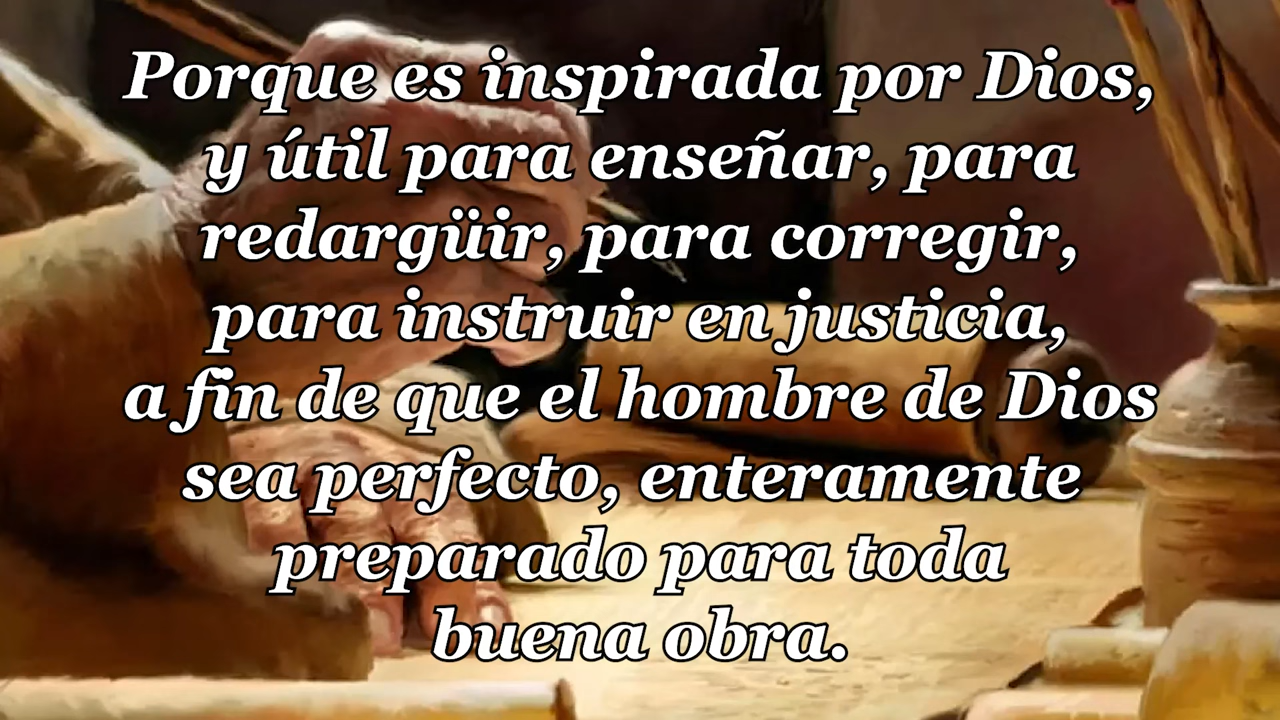 Porque es inspirada por Dios,
y útil para enseñar, para
redargüir, para corregir,
para instruir en justicia,
a fin de que el hombre de Dios
sea perfecto, enteramente
preparado para toda
buena obra.